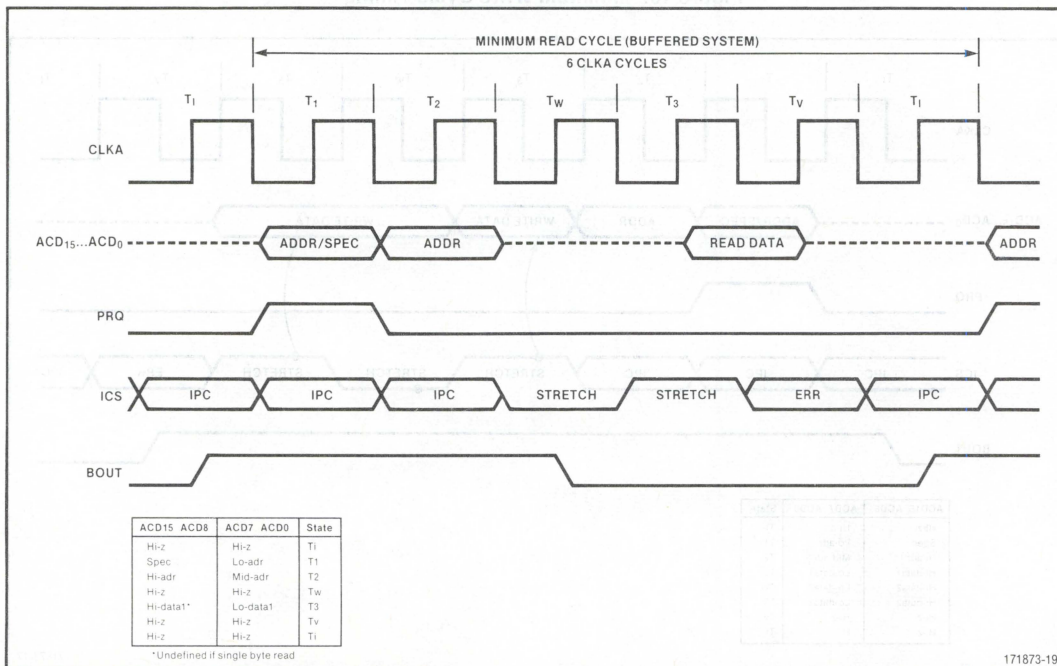 MINIMUM READ CYCLE (BUFFERED SYSTEM)
6 CLKA CYCLES
TI T1 T2 TW T3 TV TI
CLKA
ACD15...ACD0 ADDR/SPEC ADDR READ DATA ADDR
PRQ
ICS IPC IPC IPC STRETCH STRETCH ERR IPC
BOUT
ACD15 ACD8 ACD7 ACD0 State
Hi-z Hi-z Ti
Spec Lo-adr T1
Hi-adr Mid-adr T2
Hi-z Hi-z Tw
Hi-data1* Lo-data1 T3
Hi-z Hi-z Tv
Hi-z Hi-z Ti
*Undefined if single byte read
171873-19